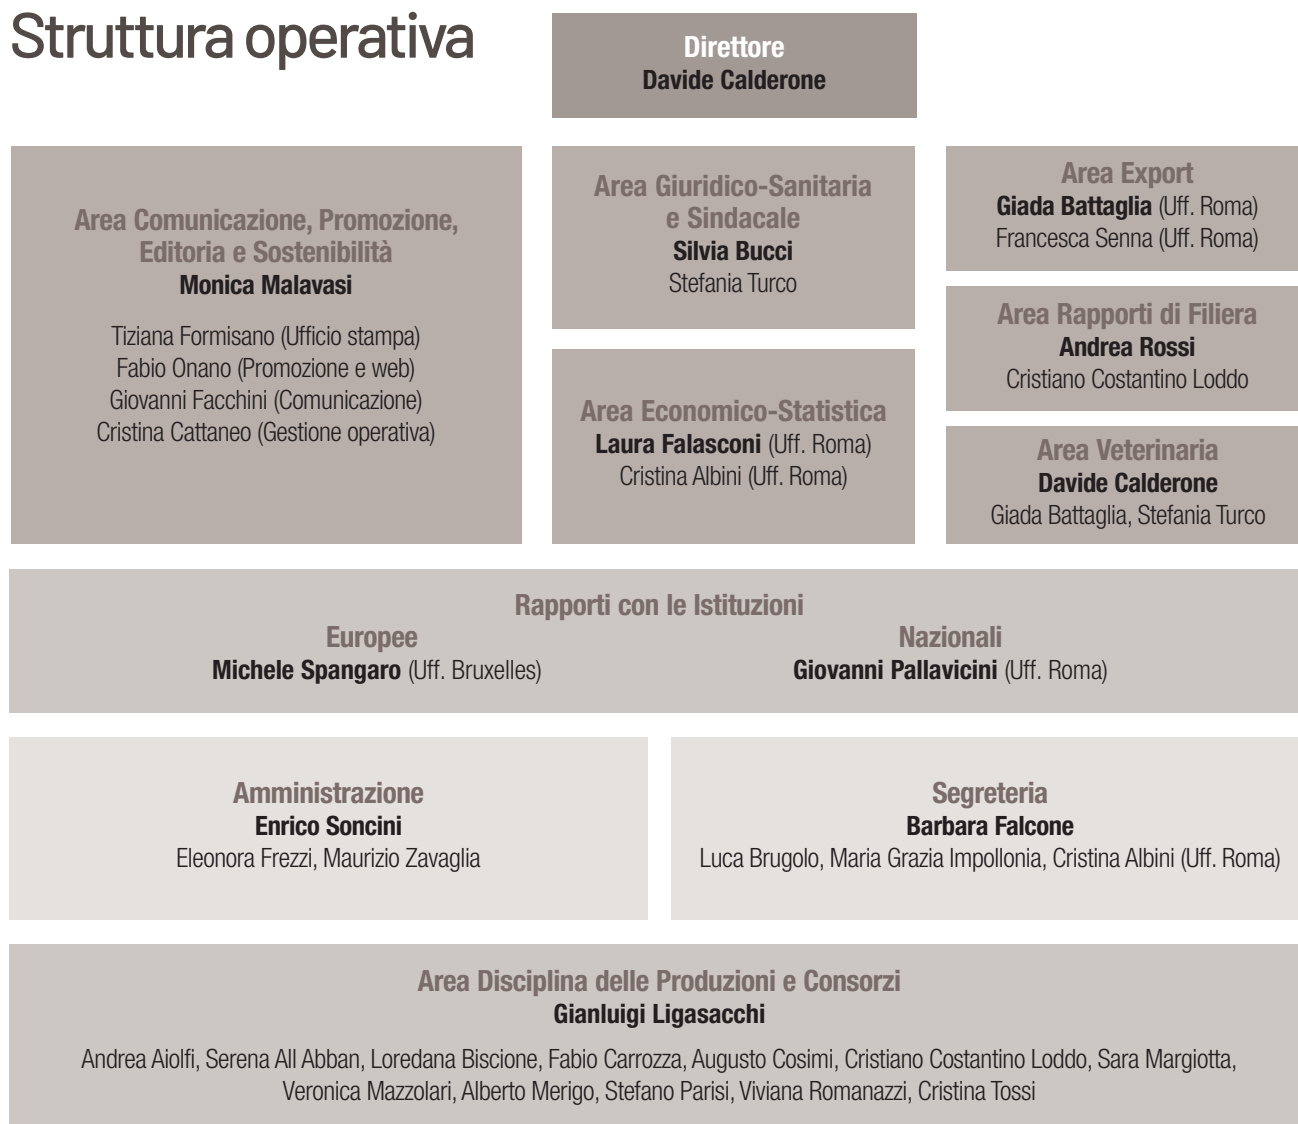 Struttura operativa
Direttore
Davide Calderone
Area Comunicazione, Promozione,
Editoria e Sostenibilità
Monica Malavasi
Tiziana Formisano (Ufficio stampa)
Fabio Onano (Promozione e web)
Giovanni Facchini (Comunicazione)
Cristina Cattaneo (Gestione operativa)
Area Giuridico-Sanitaria
e Sindacale
Silvia Bucci
Stefania Turco
Area Economico-Statistica
Laura Falasconi (Uff. Roma)
Cristina Albini (Uff. Roma)
Area Export
Giada Battaglia (Uff. Roma)
Francesca Senna (Uff. Roma)
Area Rapporti di Filiera
Andrea Rossi
Cristiano Costantino Loddo
Area Veterinaria
Davide Calderone
Giada Battaglia, Stefania Turco
Rapporti con le Istituzioni
Europee
Michele Spangaro (Uff. Bruxelles)
Nazionali
Giovanni Pallavicini (Uff. Roma)
Amministrazione
Enrico Soncini
Eleonora Frezzi, Maurizio Zavaglia
Segreteria
Barbara Falcone
Luca Brugolo, Maria Grazia Impollonia, Cristina Albini (Uff. Roma)
Area Disciplina delle Produzioni e Consorzi
Gianluigi Ligasacchi
Andrea Aiolfi, Serena All Abban, Loredana Biscione, Fabio Carrozza, Augusto Cosimi, Cristiano Costantino Loddo, Sara Margiotta,
Veronica Mazzolari, Alberto Merigo, Stefano Parisi, Viviana Romanazzi, Cristina Tossi